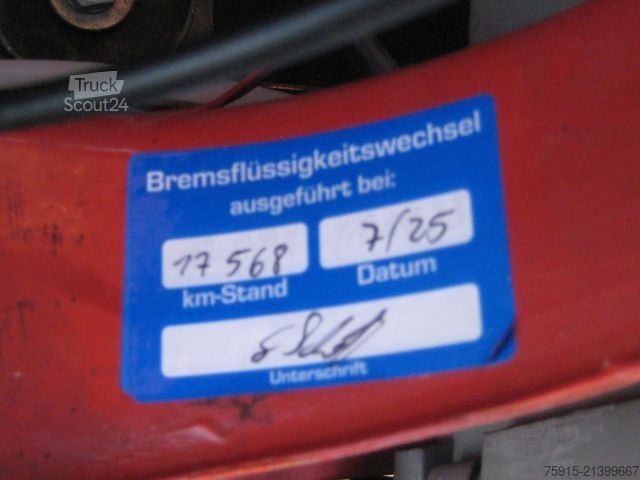 Truck
Scout24
Bremsflüssigkeitswechsel
ausgeführt bei:
17 568
7/25
km-Stand
Datum
Unterschrift
75915-21399667